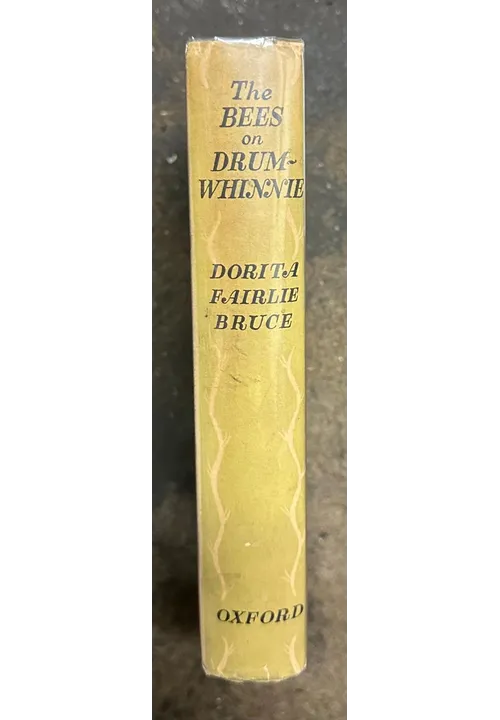 The
BEES
on
DRUM~
WHINNIE
DORITA
FAIRLIE
BRUCE
OXFORD